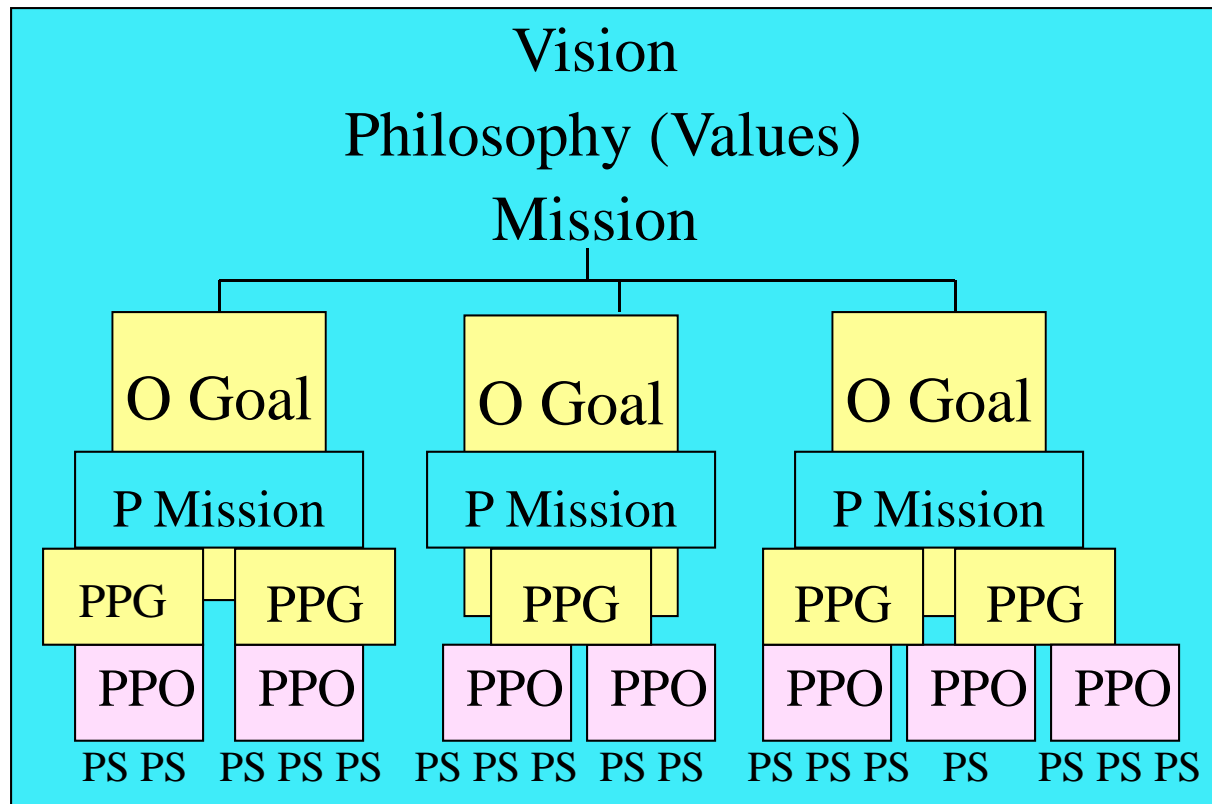 Vision
Philosophy (Values)
Mission
O Goal O Goal O Goal
P Mission P Mission P Mission
PPG PPG PPG PPG PPG
PPO PPO PPO PPO PPO PPO PPO
PS PS PS PS PS PS PS PS PS PS PS PS PS PS PS PS PS